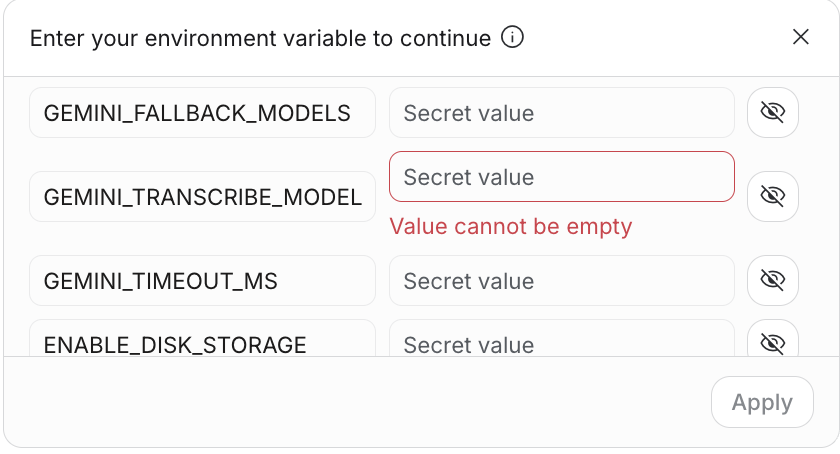 Enter your environment variable to continue
GEMINI_FALLBACK_MODELS Secret value
GEMINI_TRANSCRIBE_MODEL Secret value
Value cannot be empty
GEMINI_TIMEOUT_MS Secret value
ENABLE_DISK_STORAGE Secret value
Apply